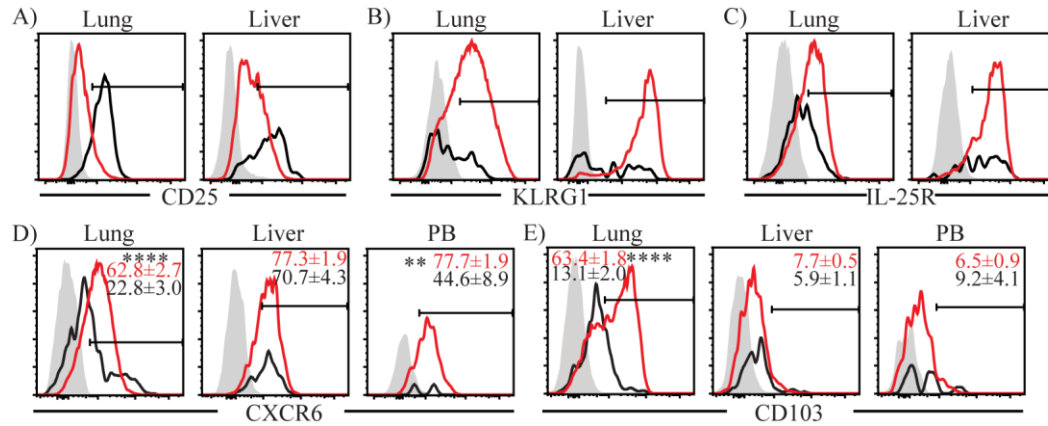 A) Lung Liver
CD25
B) Lung Liver
KLRG1
C) Lung Liver
IL-25R
D) Lung Liver PB
****
62.8±2.7
22.8±3.0
77.3±1.9
70.7±4.3
** 77.7±1.9
44.6±8.9
CXCR6
E) Lung Liver PB
63.4±1.8****
13.1±2.0
7.7±0.5
5.9±1.1
6.5±0.9
9.2±4.1
CD103